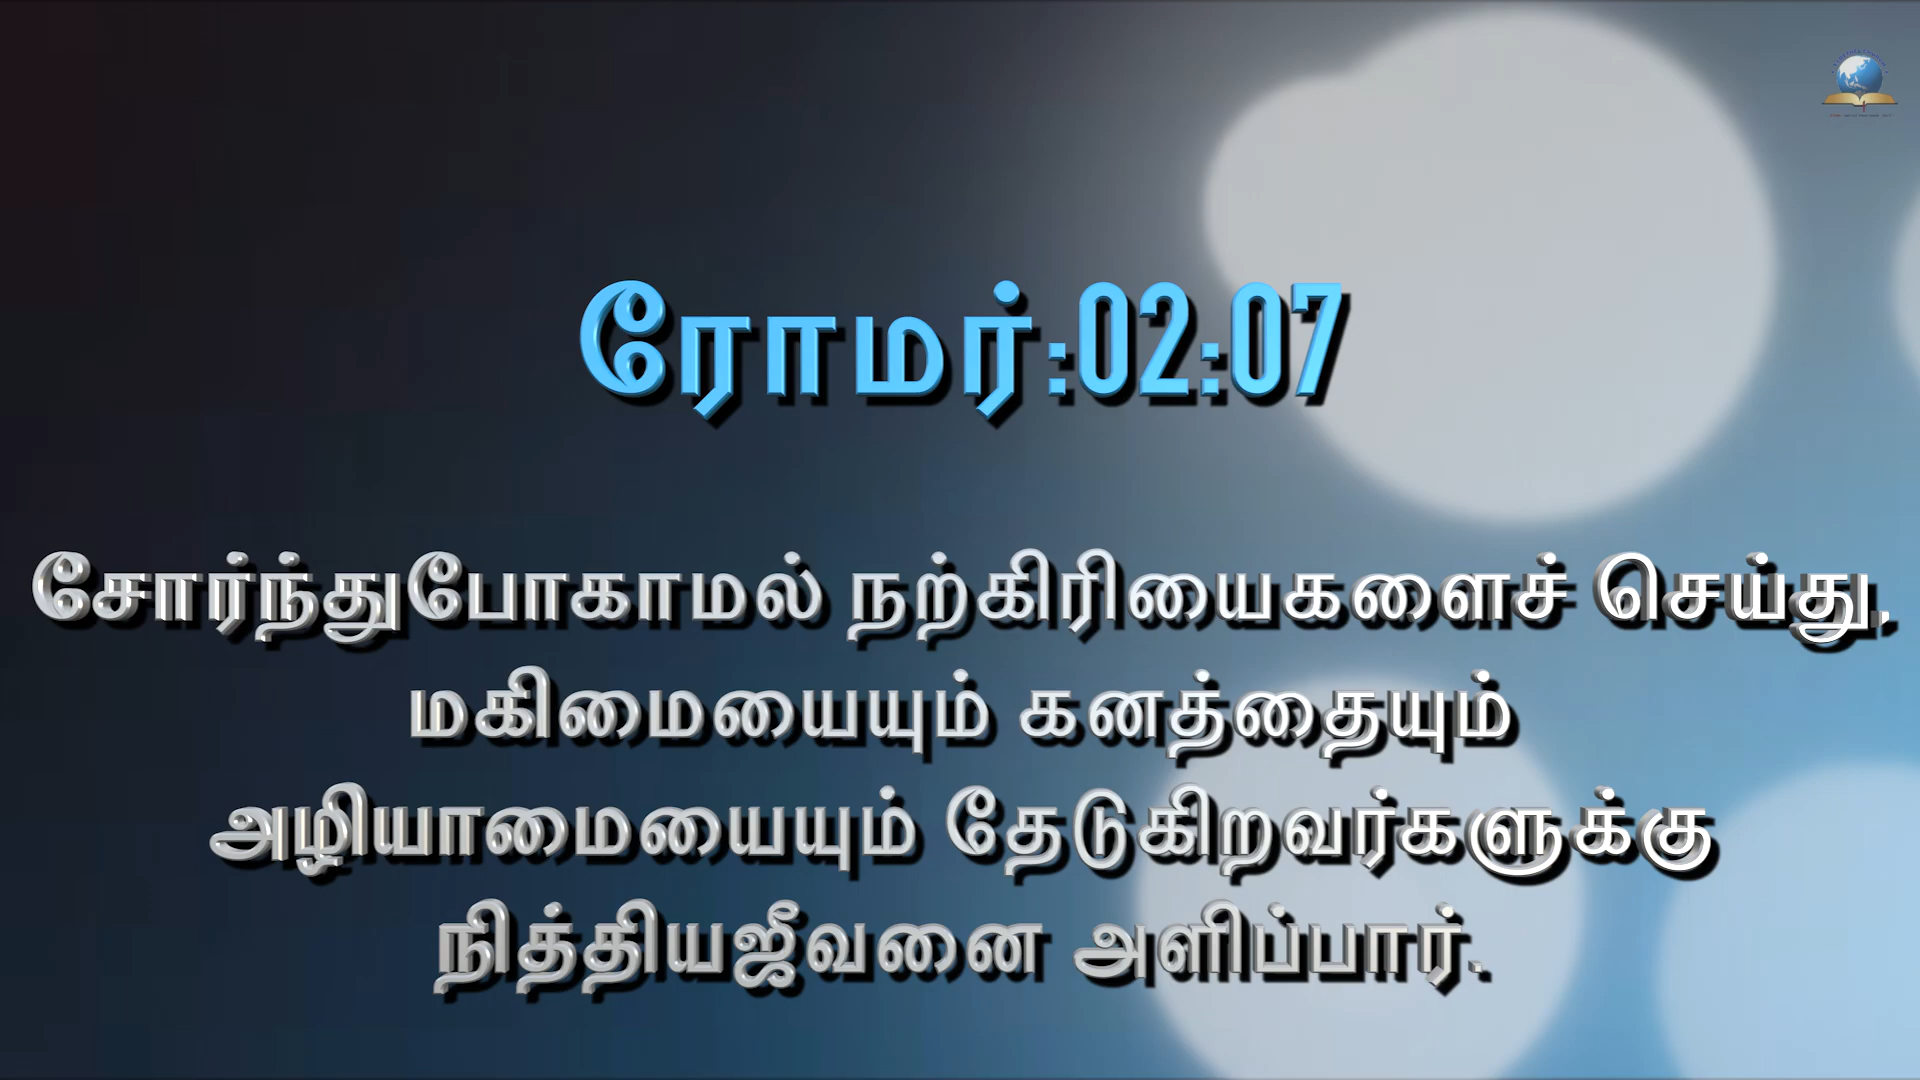 ரோமர்:02:07
சோர்ந்துபோகாமல் நற்கிரியைகளைச் செய்து,
மகிமையையும் கனத்தையும்
அழியாமையையும் தேடுகிறவர்களுக்கு
நித்தியஜீவனை அளிப்பார்.